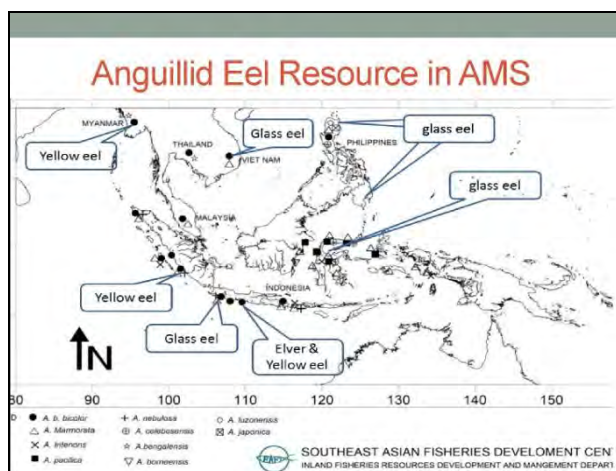 Anguillid Eel Resource in AMS
MYANMAR
Yellow eel
THAILAND
Glass eel
VIET NAM
PHILIPPINES
glass eel
glass eel
MALAYSIA
Yellow eel
INDONESIA
Glass eel
Elver &
Yellow eel
N
80 90 100 110 120 130 140 150
A. b. bicolor
A. Marmorata
A. pacifica
A. nebulosa
A. celebesensis
A.bengalensis
A. borneensis
A. luzonensis
A. japonica
SOUTHEAST ASIAN FISHERIES DEVELOMENT CEN
INLAND FISHERIES RESOURCES DEVELOPMENT AND MANGEMENT DEP